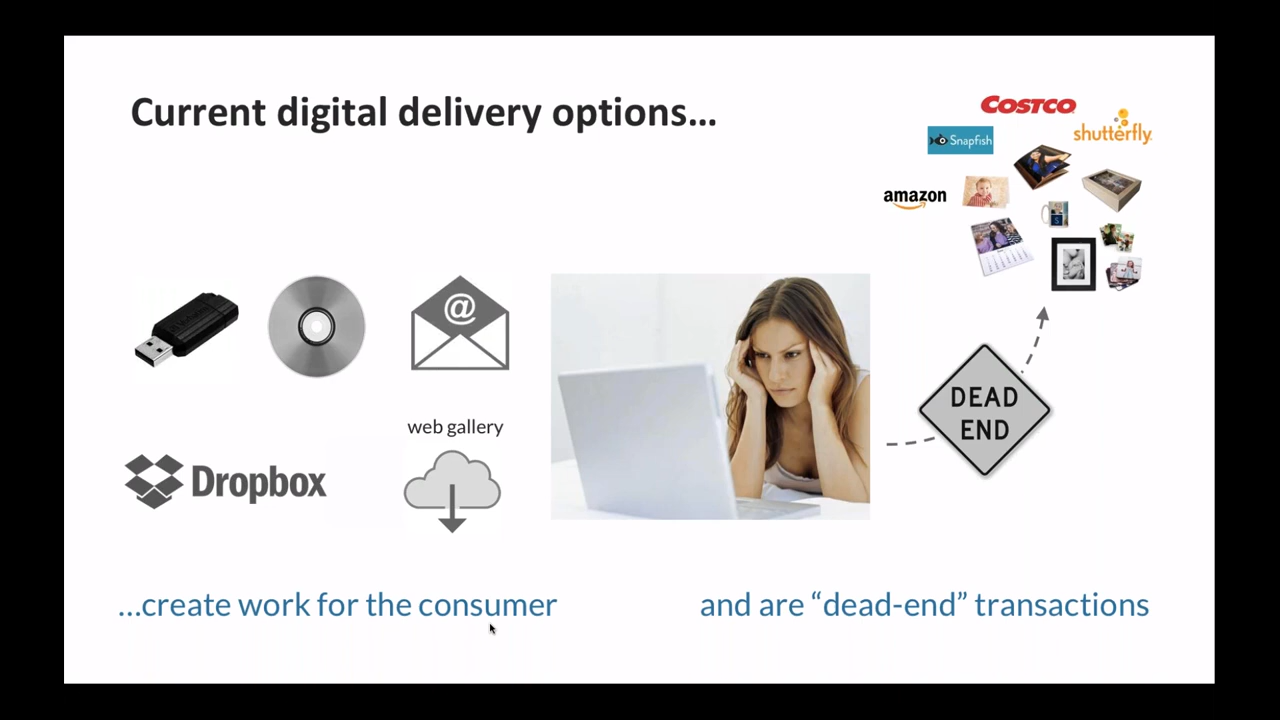 Current digital delivery options...
COSTCO
Snapfish
shutterfly
amazon
@
web gallery
Dropbox
DEAD
END
...create work for the consumer
and are “dead-end” transactions